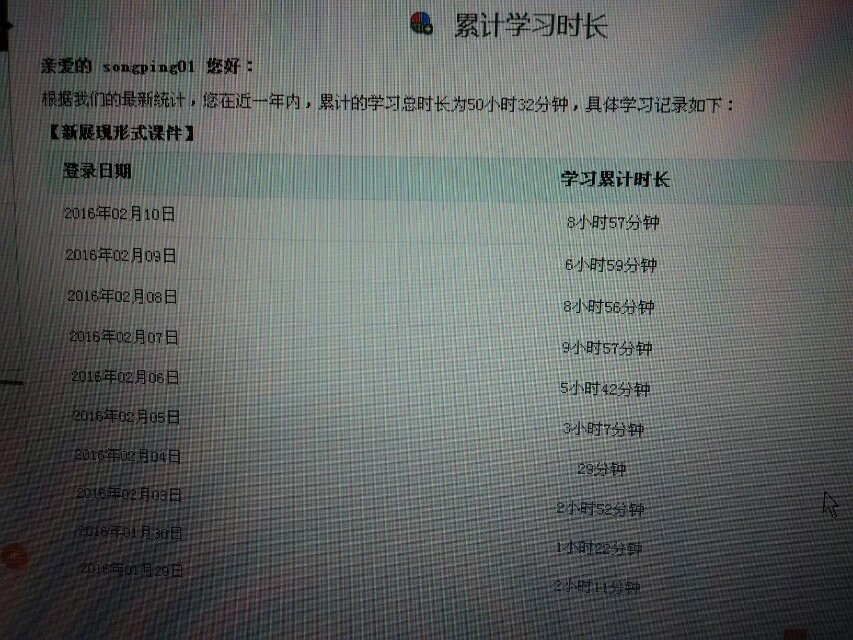 累计学习时长
亲爱的 songping01 您好：
根据我们的最新统计，您在近一年内，累计的学习总时长为50小时32分钟，具体学习记录如下：
【新展现形式课件】
登录日期 学习累计时长
2016年02月10日 8小时57分钟
2016年02月09日 6小时59分钟
2016年02月08日 8小时56分钟
2016年02月07日 9小时57分钟
2016年02月06日 5小时42分钟
2016年02月05日 3小时7分钟
2016年02月04日 29分钟
2016年02月03日 2小时52分钟
2016年01月30日 1小时22分钟
2016年01月29日 2小时11分钟